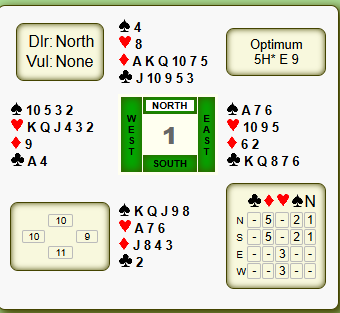 Dlr: North
Vul: None
♠ 4
♥ 8
♦ A K Q 10 7 5
♣ J 10 9 5 3
Optimum
5H* E 9
♠ 10 5 3 2
♥ K Q J 4 3 2
♦ 9
♣ A 4
NORTH
WEST
1
EAST
SOUTH
♠ A 7 6
♥ 10 9 5
♦ 6 2
♣ K Q 8 7 6
10
10 9
11
♠ K Q J 9 8
♥ A 7 6
♦ J 8 4 3
♣ 2
♣ ♦ ♥ ♠ N
N - 5 - 2 1
S - 5 - 2 1
E - - 3 - -
W - - 3 - -